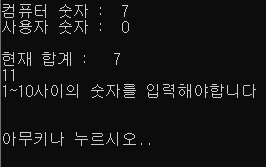 컴퓨터 숫자 : 7
사용자 숫자 : 0
현재 합계 : 7
11
1~10사이의 숫자를 입력해야합니다
아무키나 누르시오..